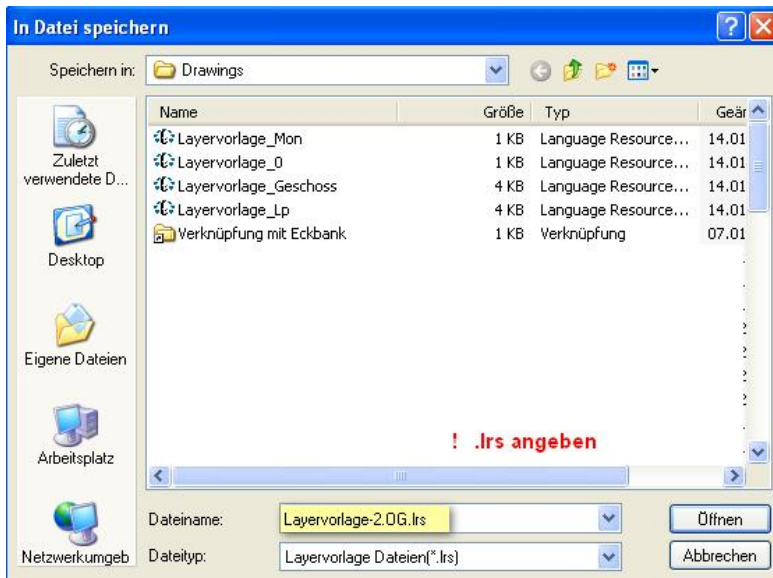 In Datei speichern
Speichern in: Drawings
Name Größe Typ Geär
Layervorlage_Mon 1 KB Language Resource... 14.01
Layervorlage_0 1 KB Language Resource... 14.01
Layervorlage_Geschoss 4 KB Language Resource... 14.01
Layervorlage_Lp 4 KB Language Resource... 14.01
Verknüpfung mit Eckbank 1 KB Verknüpfung 07.01
Zuletzt
verwendete D...
Desktop
Eigene Dateien
Arbeitsplatz
Netzwerkumgeb
! .lrs angeben
Dateiname: Layervorlage-2.OG.lrs Öffnen
Dateityp: Layervorlage Dateien(*.lrs) Abbrechen